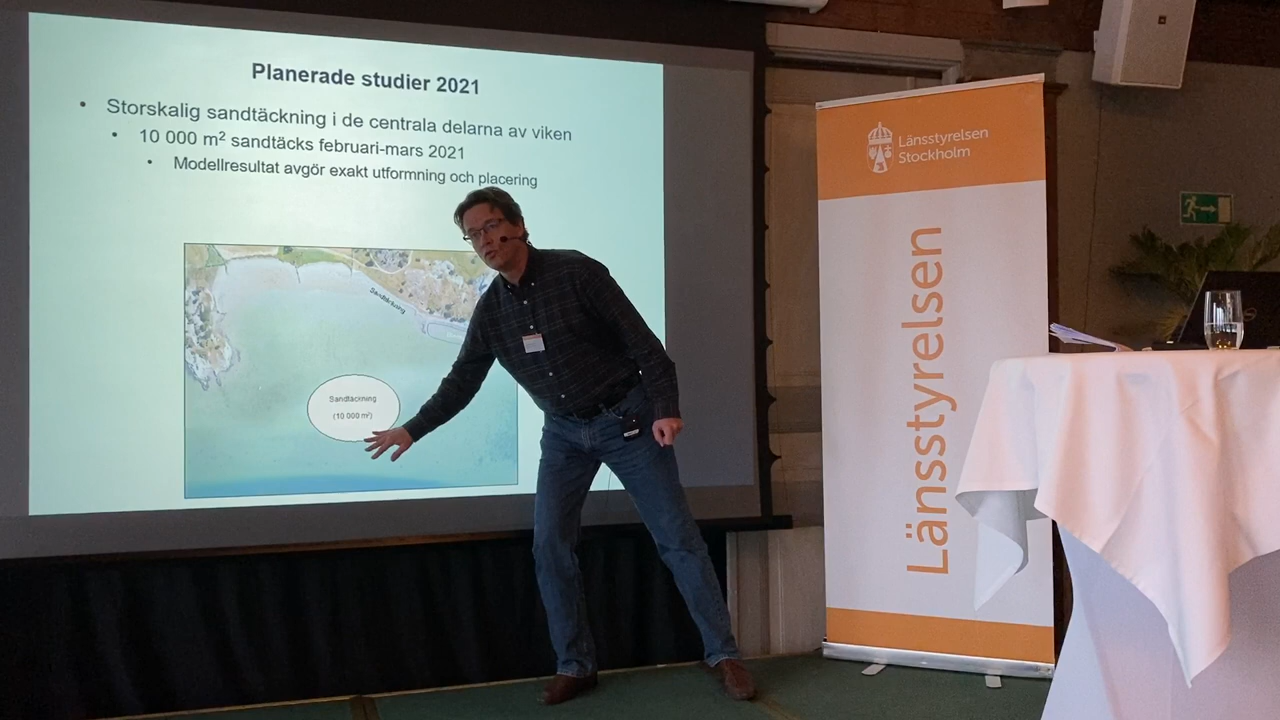 Planerade studier 2021
• Storskalig sandtäckning i de centrala delarna av viken
• 10 000 m² sandtäcks februari-mars 2021
• Modellresultat avgör exakt utformning och placering
Sandtäckning
Sandtäckning
(10 000 m²)
Länsstyrelsen
Stockholm
Länsstyrelsen